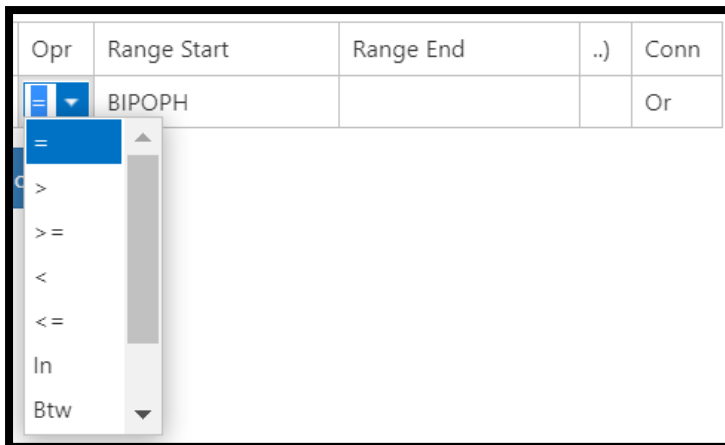 Opr Range Start Range End ..) Conn
= BIPOPH Or
=
>
>=
<
<=
In
Btw